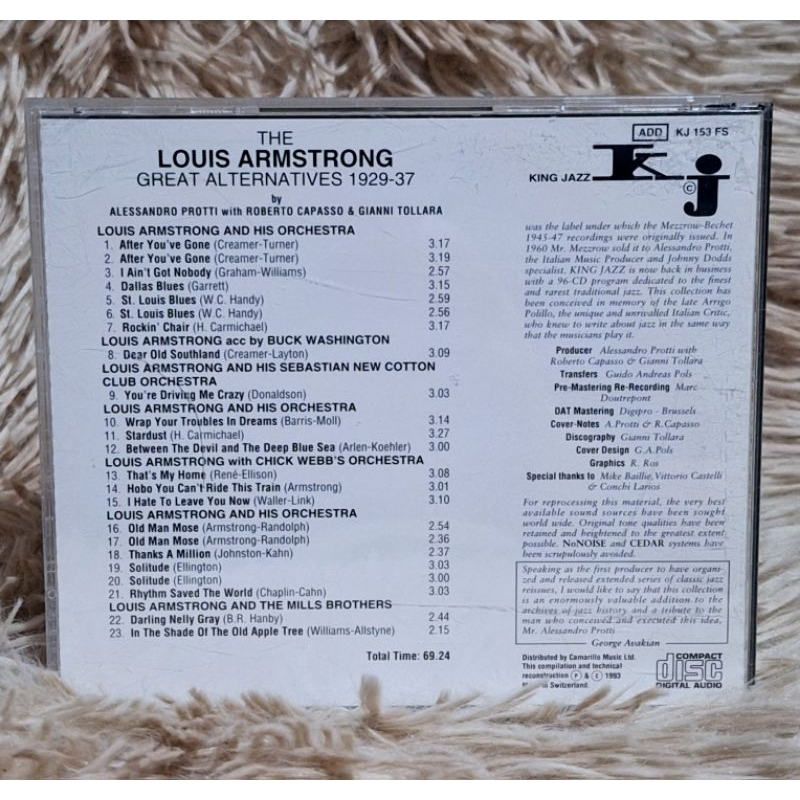 THE
LOUIS ARMSTRONG
GREAT ALTERNATIVES 1929-37
by
ALESSANDRO PROTTI with ROBERTO CAPASSO & GIANNI TOLLARA
LOUIS ARMSTRONG AND HIS ORCHESTRA
1. After You've Gone (Creamer-Turner) 3.17
2. After You've Gone (Creamer-Turner) 3.19
3. I Ain't Got Nobody (Graham-Williams) 2.57
4. Dallas Blues (Garrett) 3.15
5. St. Louis Blues (W.C. Handy) 2.59
6. St. Louis Blues (W.C. Handy) 2.56
7. Rockin' Chair (H. Carmichael) 3.17
LOUIS ARMSTRONG acc by BUCK WASHINGTON
8. Dear Old Southland (Creamer-Layton) 3.09
LOUIS ARMSTRONG AND HIS SEBASTIAN NEW COTTON
CLUB ORCHESTRA
9. You're Driving Me Crazy (Donaldson) 3.03
LOUIS ARMSTRONG AND HIS ORCHESTRA
10. Wrap Your Troubles In Dreams (Barris-Moll) 3.14
11. Stardust (H. Carmichael) 3.27
12. Between The Devil and The Deep Blue Sea (Arlen-Koehler) 3.00
LOUIS ARMSTRONG with CHICK WEBB'S ORCHESTRA
13. That's My Home (René-Ellison) 3.08
14. Hobo You Can't Ride This Train (Armstrong) 3.01
15. I Hate To Leave You Now (Waller-Link) 3.10
LOUIS ARMSTRONG AND HIS ORCHESTRA
16. Old Man Mose (Armstrong-Randolph) 2.54
17. Old Man Mose (Armstrong-Randolph) 2.36
18. Thanks A Million (Johnston-Kahn) 2.37
19. Solitude (Ellington) 3.03
20. Solitude (Ellington) 3.00
21. Rhythm Saved The World (Chaplin-Cahn) 3.03
LOUIS ARMSTRONG AND THE MILLS BROTHERS
22. Darling Nelly Gray (B.R. Hanby) 2.44
23. In The Shade Of The Old Apple Tree (Williams-Allstyne) 2.15
Total Time: 69.24
ADD KJ 153 FS
KING JAZZ K J ©
was the label under which the Mezzrow-Bechet
1945-47 recordings were originally issued. In
1960 Mr. Mezzrow sold it to Alessandro Protti,
the Italian Music Producer and Johnny Dodds
specialist. KING JAZZ is now back in business
with a 96-CD program dedicated to the finest
and rarest traditional jazz. This collection has
been conceived in memory of the late Arrigo
Polillo, the unique and unrivalled Italian Critic,
who knew to write about jazz in the same way
that the musicians play it.
Producer Alessandro Protti with
Roberto Capasso & Gianni Tollara
Transfers Guido Andreas Pols
Pre-Mastering Re-Recording Marc
Doutrepont
DAT Mastering Digipro - Brussels
Cover-Notes A.Protti & R.Capasso
Discography Gianni Tollara
Cover Design G.A.Pols
Graphics R. Ros
Special thanks to Mike Baillie, Vittorio Castelli
& Conchi Larios
For reprocessing this material, the very best
available sound sources have been sought
world wide. Original tone qualities have been
retained and heightened to the greatest extent
possible. NoNOISE and CEDAR systems have
been scrupulously avoided.
Speaking as the first producer to have organi-
zed and released extended series of classic jazz
reissues, I would like to say that this collection
is an enormously valuable addition to the
archives of jazz history and a tribute to the
man who conceived and executed this idea,
Mr. Alessandro Protti
George Avakian
Distributed by Camarillo Music Ltd.
This compilation and technical
reconstruction Ⓟ & © 1993
in Switzerland.
COMPACT
disc
DIGITAL AUDIO